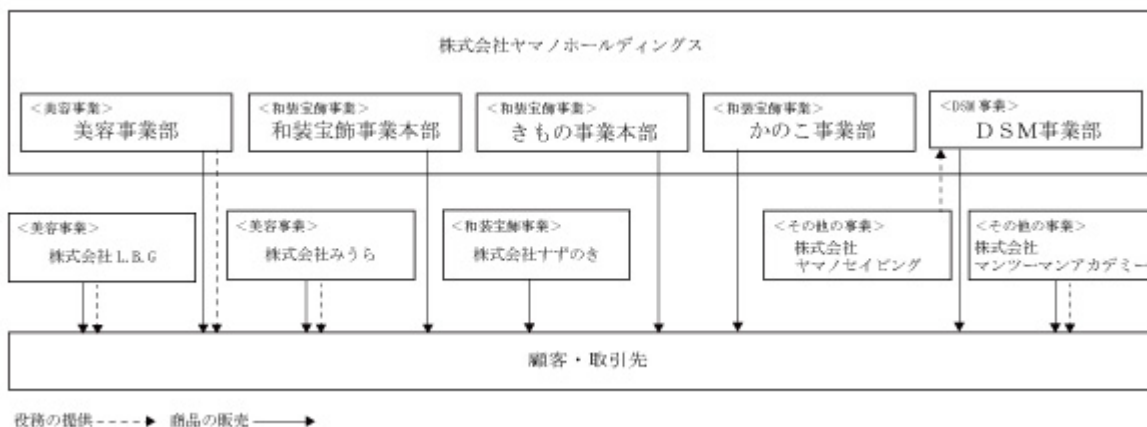 株式会社ヤマノホールディングス
<美容事業>
美容事業部
<和装宝飾事業>
和装宝飾事業本部
<和装宝飾事業>
きもの事業本部
<和装宝飾事業>
かのこ事業部
<DSM事業>
DSM事業部
<美容事業>
株式会社L.B.G
<美容事業>
株式会社みうら
<和装宝飾事業>
株式会社すずのき
<その他の事業>
株式会社
ヤマノセイビング
<その他の事業>
株式会社
マンツーマンアカデミー
顧客・取引先
役務の提供 商品の販売